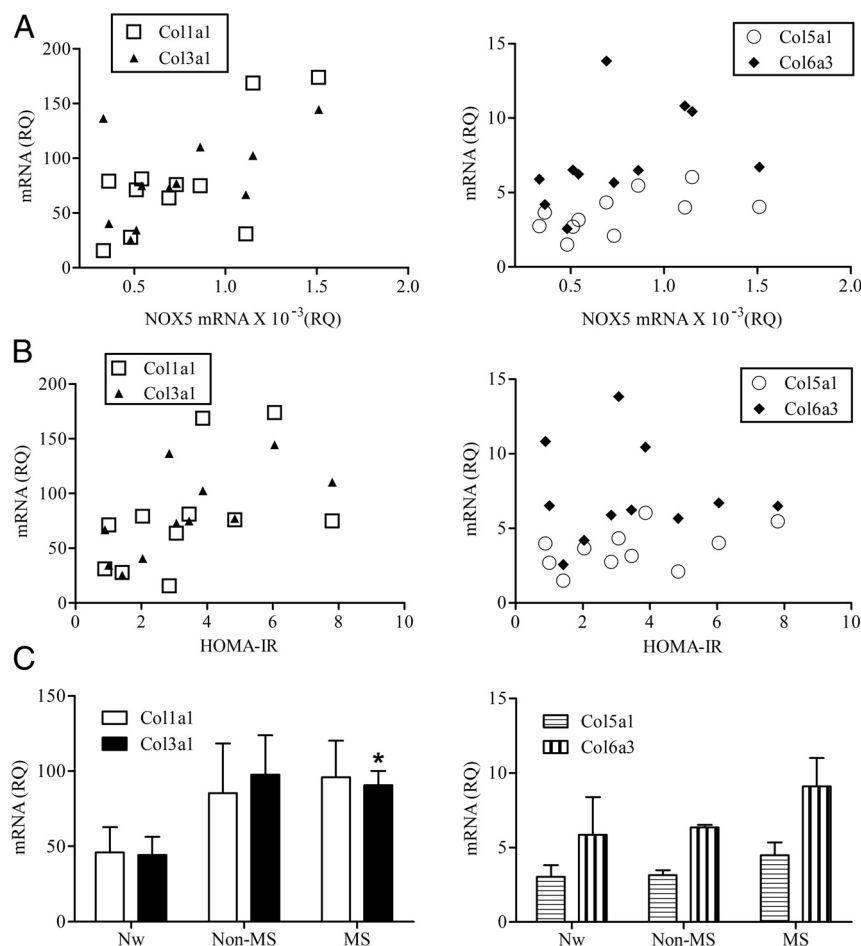 A
Col1a1
Col3a1
mRNA (RQ)
200
150
100
50
0
0.5
1.0
1.5
2.0
NOX5 mRNA X 10⁻³(RQ)
Col5a1
Col6a3
mRNA (RQ)
15
10
5
0
0.5
1.0
1.5
2.0
NOX5 mRNA X 10⁻³(RQ)
B
Col1a1
Col3a1
mRNA (RQ)
200
150
100
50
0
0
2
4
6
8
10
HOMA-IR
Col5a1
Col6a3
mRNA (RQ)
15
10
5
0
0
2
4
6
8
10
HOMA-IR
C
Col1a1
Col3a1
mRNA (RQ)
150
100
50
0
*
Nw
Non-MS
MS
Col5a1
Col6a3
mRNA (RQ)
15
10
5
0
Nw
Non-MS
MS